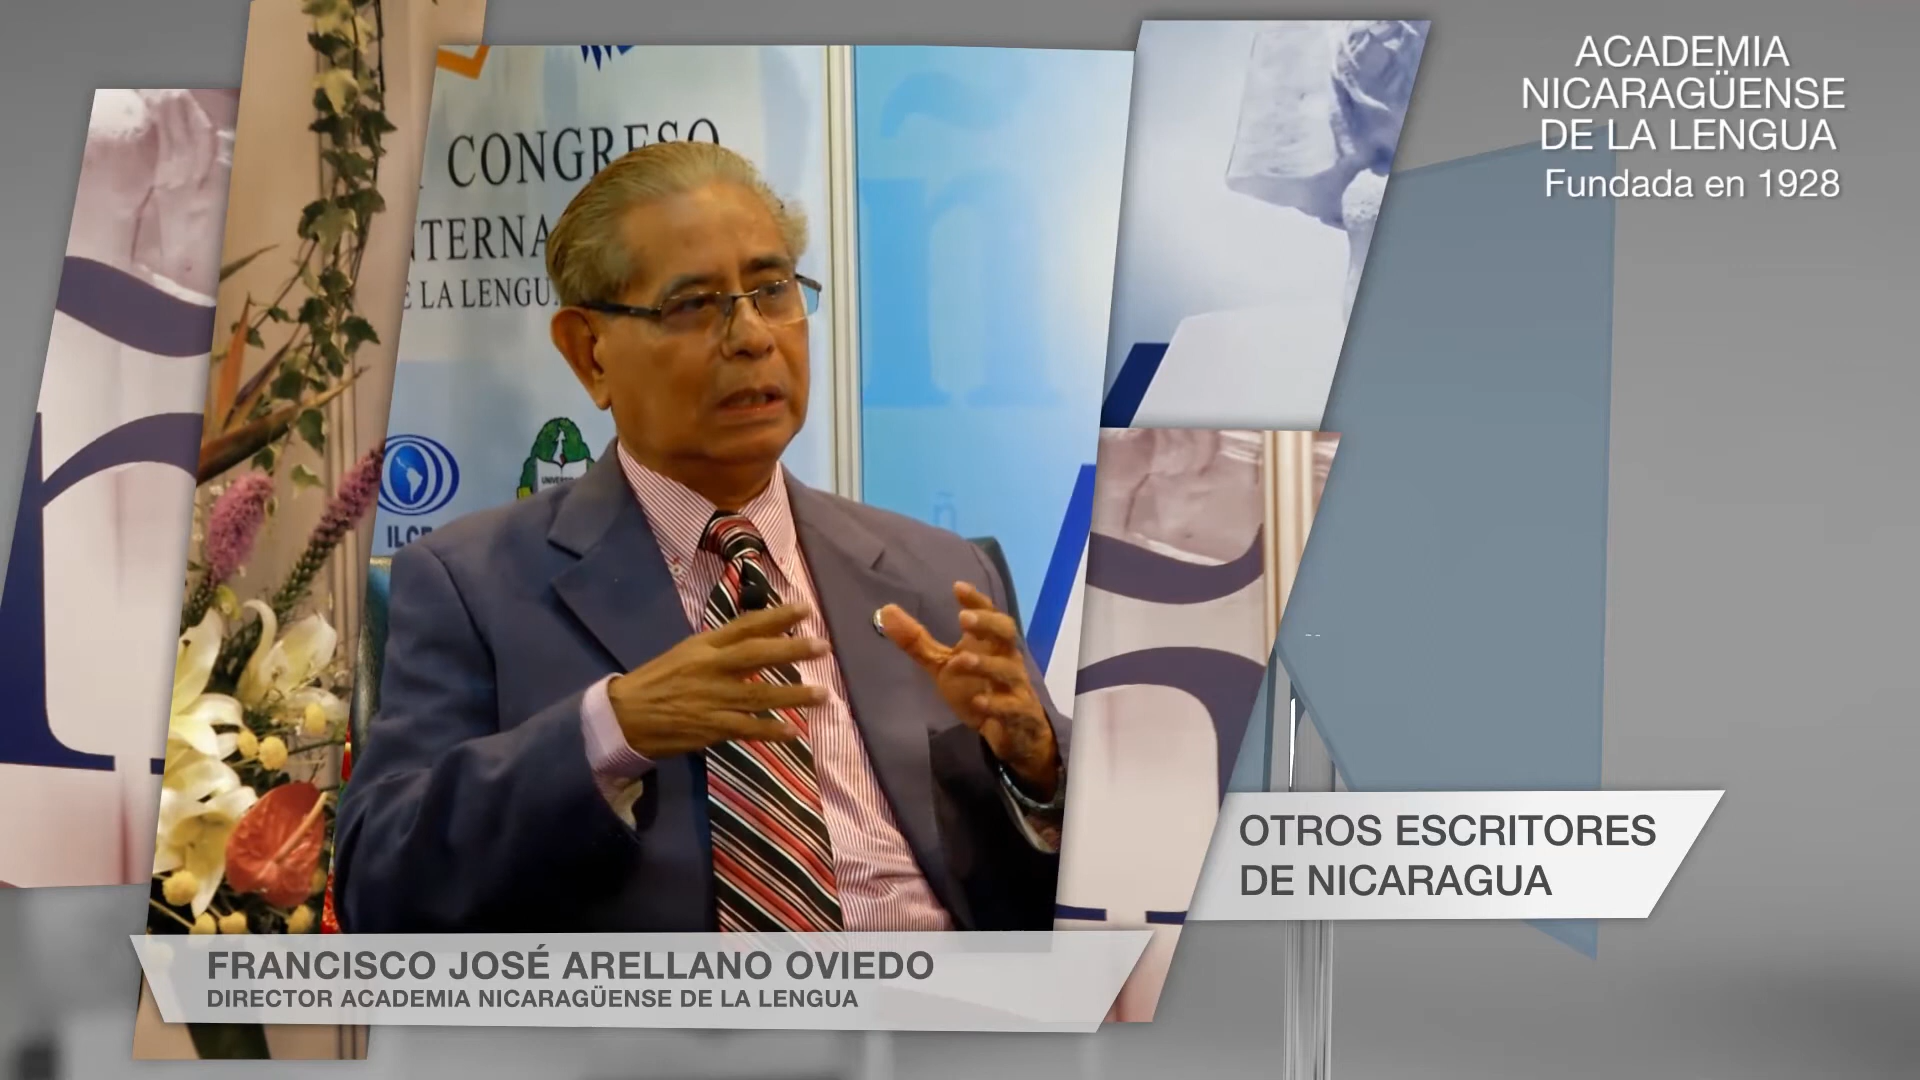 ACADEMIA
NICARAGÜENSE
DE LA LENGUA
Fundada en 1928
CONGRESO
LA LENGU
ILCE
OTROS ESCRITORES
DE NICARAGUA
FRANCISCO JOSÉ ARELLANO OVIEDO
DIRECTOR ACADEMIA NICARAGÜENSE DE LA LENGUA